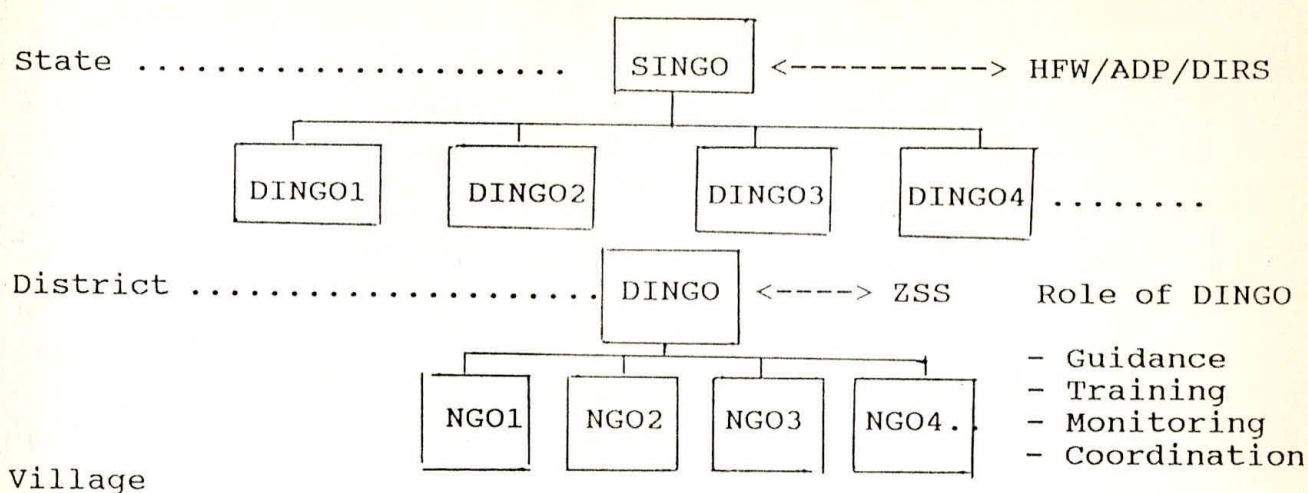 State ...................... SINGO <----------> HFW/ADP/DIRS
DINGO1 DINGO2 DINGO3 DINGO4 ........
District ..................... DINGO <----> ZSS Role of DINGO
- Guidance
NGO1 NGO2 NGO3 NGO4.. - Training
- Monitoring
- Coordination
Village